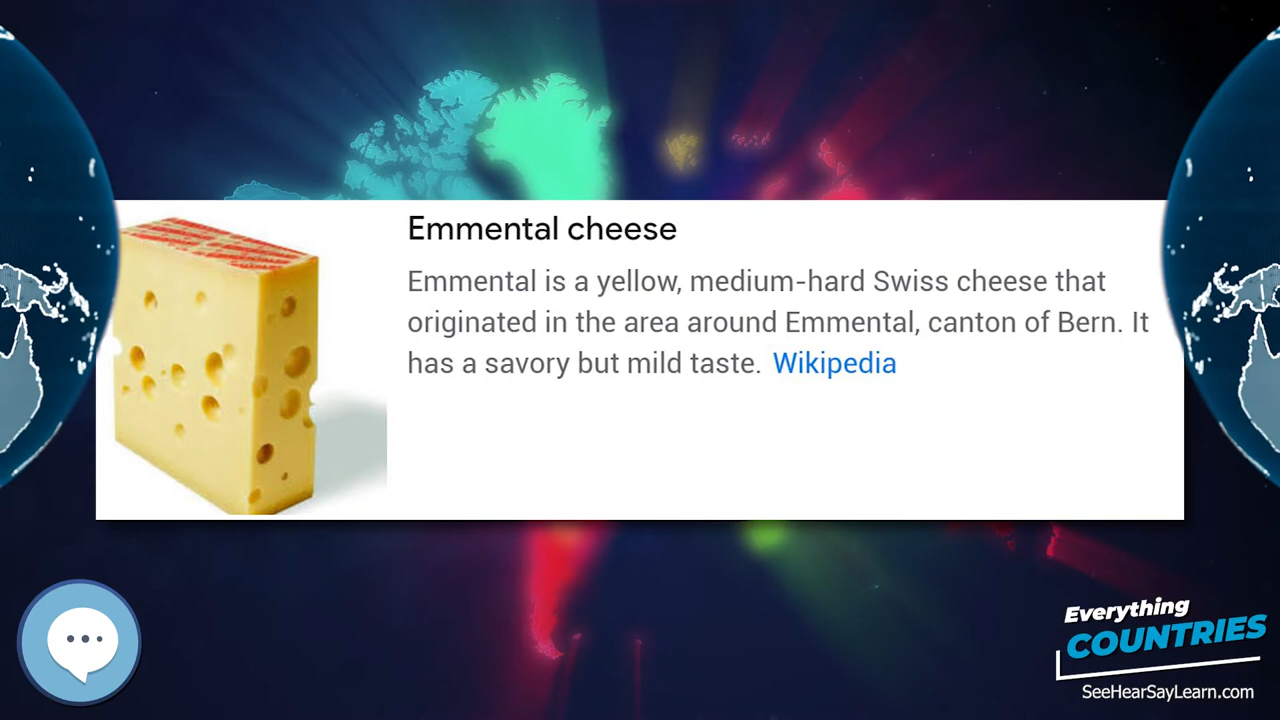 Emmental cheese
Emmental is a yellow, medium-hard Swiss cheese that
originated in the area around Emmental, canton of Bern. It
has a savory but mild taste. Wikipedia
Everything
COUNTRIES
SeeHearSayLearn.com